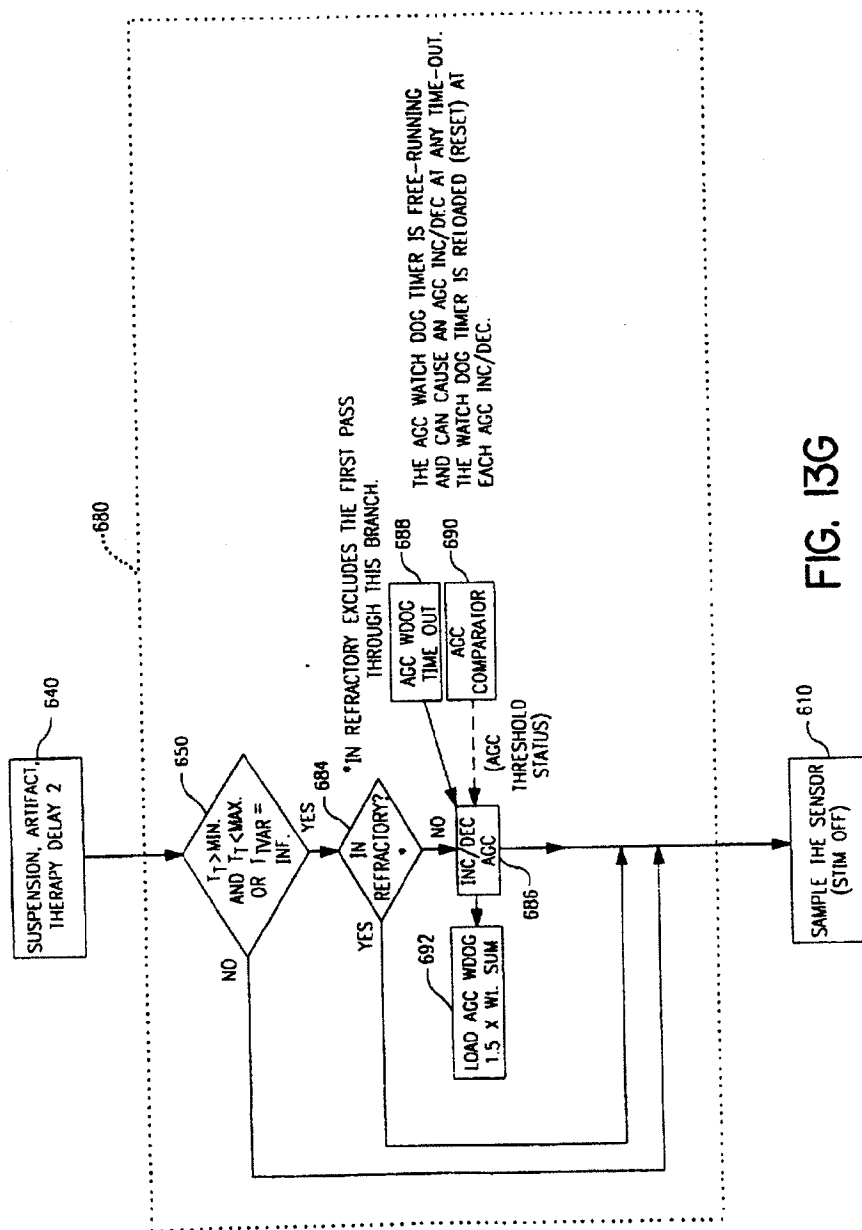 SUSPENSION, ARTIFACT,
THERAPY DELAY 2
640
680
650
T_T>MIN.
AND T_T<MAX.
OR T_TVAR =
INF.
NO
YES
*IN REFRACTORY EXCLUDES THE FIRST PASS
THROUGH THIS BRANCH.
684
IN
REFRACTORY?
*
YES
NO
688
AGC WDOG
TIME OUT
690
AGC
COMPARATOR
THE AGC WATCH DOG TIMER IS FREE-RUNNING
AND CAN CAUSE AN AGC INC/DEC AT ANY TIME-OUT.
THE WATCH DOG TIMER IS RELOADED (RESET) AT
EACH AGC INC/DEC.
(AGC
THRESHOLD
STATUS)
INC/DEC
AGC
686
692
LOAD AGC WDOG
1.5 X WI. SUM
610
SAMPLE THE SENSOR
(STIM OFF)
FIG. 13G